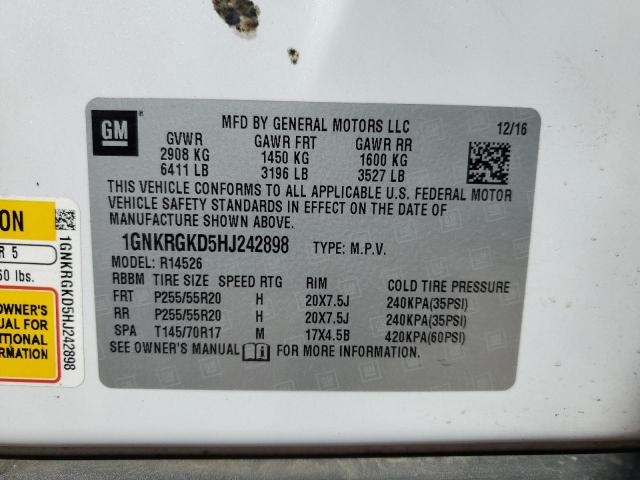 GM
MFD BY GENERAL MOTORS LLC
12/16
GVWR GAWR FRT GAWR RR
2908 KG 1450 KG 1600 KG
6411 LB 3196 LB 3527 LB
THIS VEHICLE CONFORMS TO ALL APPLICABLE U.S. FEDERAL MOTOR
VEHICLE SAFETY STANDARDS IN EFFECT ON THE DATE OF
MANUFACTURE SHOWN ABOVE.
1GNKRGKD5HJ242898 TYPE: M.P.V.
MODEL: R14526
RBBM TIRE SIZE SPEED RTG RIM COLD TIRE PRESSURE
FRT P255/55R20 H 20X7.5J 240KPA(35PSI)
RR P255/55R20 H 20X7.5J 240KPA(35PSI)
SPA T145/70R17 M 17X4.5B 420KPA(60PSI)
SEE OWNER'S MANUAL FOR MORE INFORMATION.
ON
R 5
60 lbs.
OWNER'S
UAL FOR
TIONAL
RMATION
1GNKRGKD5HJ242898